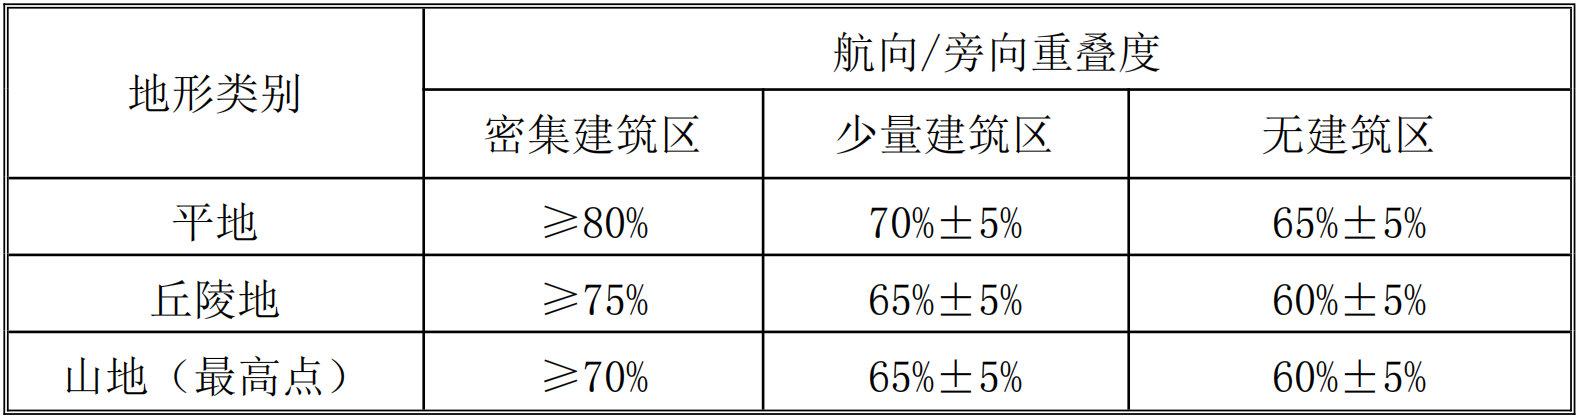 地形类别
航向/旁向重叠度
密集建筑区 少量建筑区 无建筑区
平地 ≥80% 70%±5% 65%±5%
丘陵地 ≥75% 65%±5% 60%±5%
山地（最高点） ≥70% 65%±5% 60%±5%